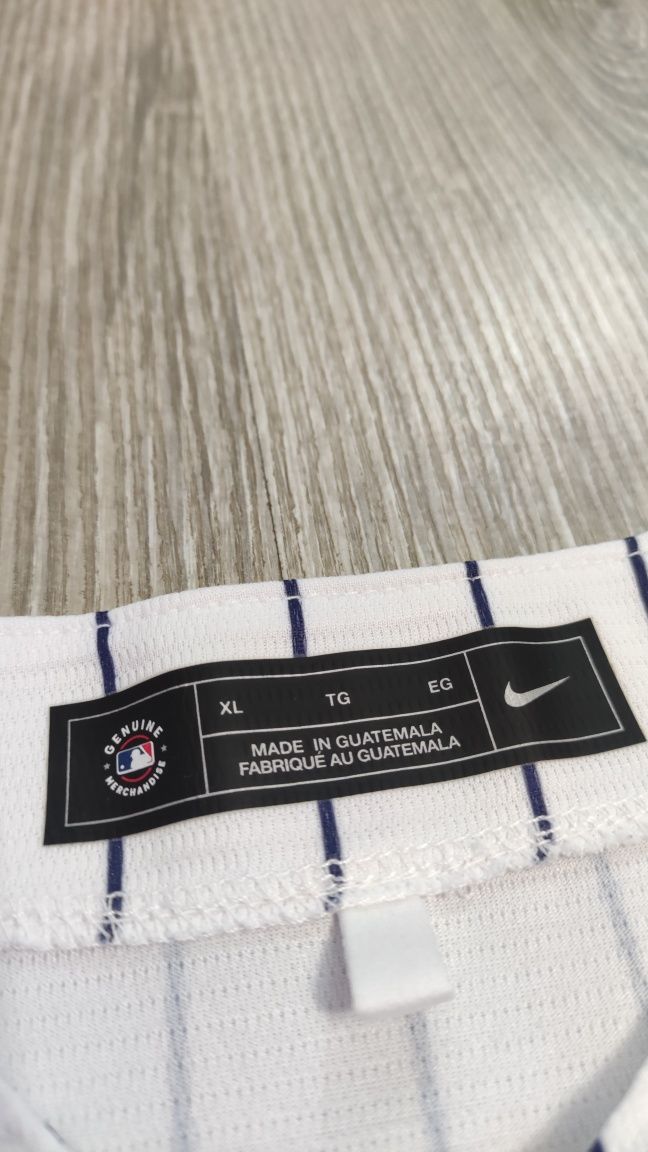 GENUINE
MERCHANDISE
XL TG EG
MADE IN GUATEMALA
FABRIQUÉ AU GUATEMALA